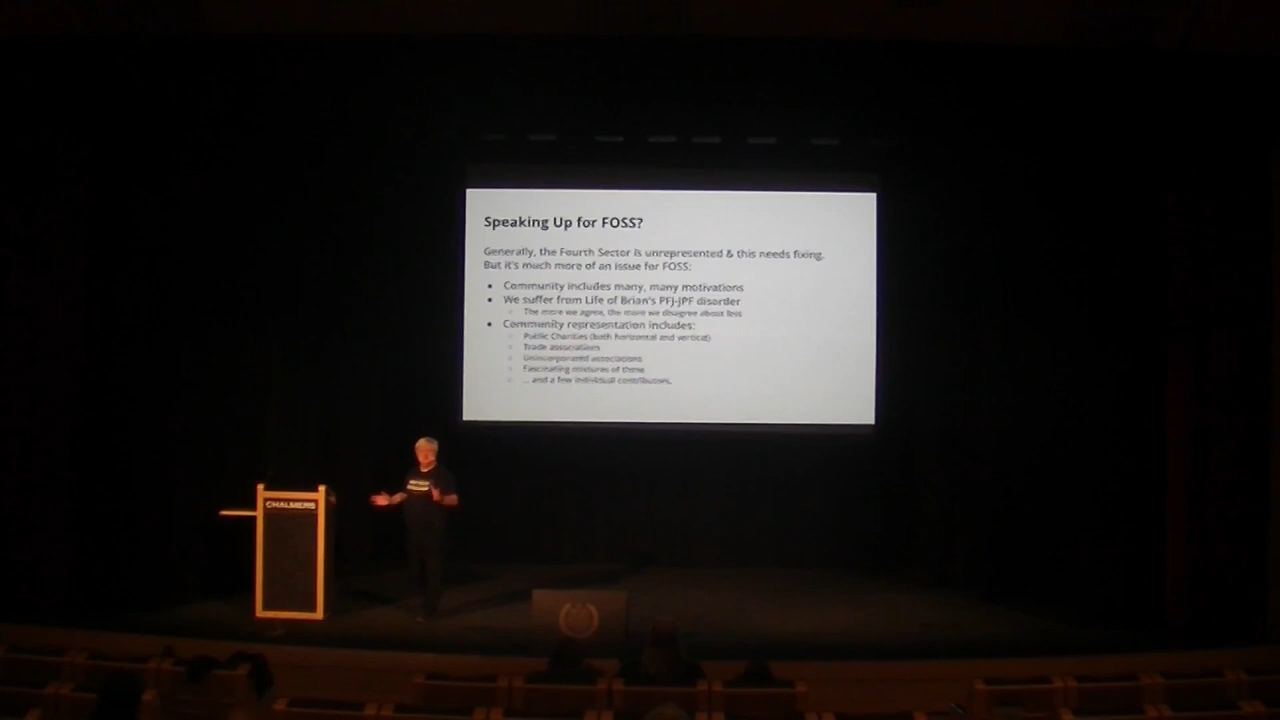 Speaking Up for FOSS?
Generally, the Fourth Sector is unrepresented & this needs fixing.
But it's much more of an issue for FOSS:
• Community includes many, many motivations
• We suffer from Life of Brian's PFJ-JPF disorder
The more we agree, the more we disagree about less
• Community representation includes:
Public Charities (both horizontal and vertical)
Trade associations
Unincorporated associations
Fascinating mixtures of these
... and a few individual contributors.
CHALMERS